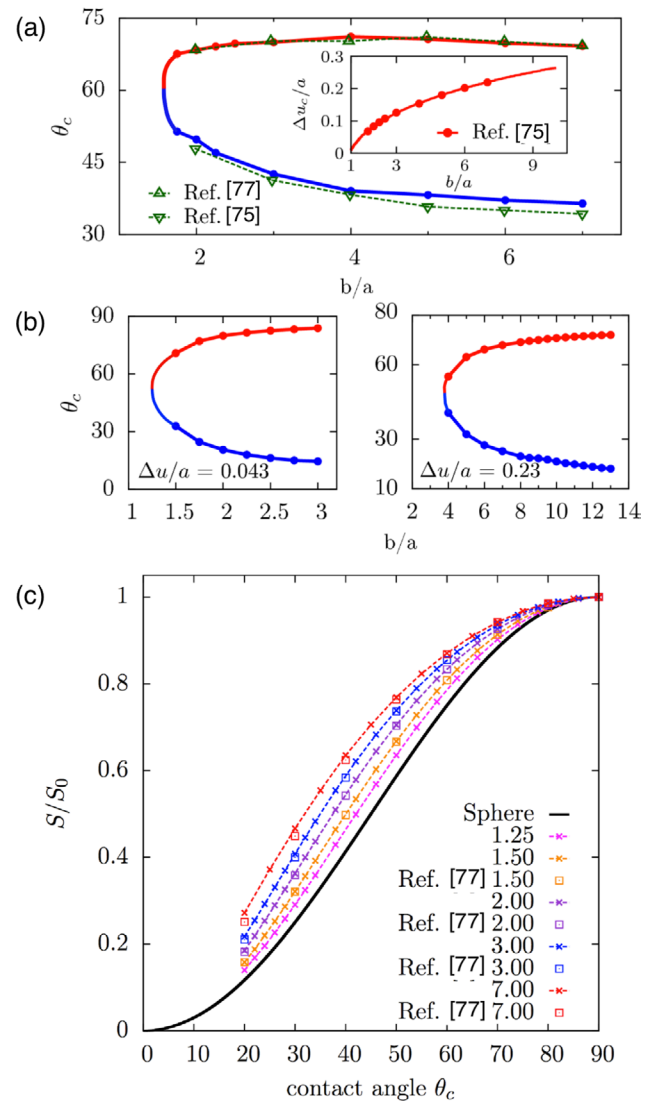 (a)
75
60
45
30
θc
2
4
6
b/a
Ref. [77]
Ref. [75]
0.3
0.2
0.1
0
Δuc/a
1
3
6
9
b/a
Ref. [75]
(b)
90
60
30
0
θc
1
1.5
2
2.5
3
Δu/a = 0.043
80
60
30
10
2
4
6
8
10
12
14
Δu/a = 0.23
b/a
(c)
1
0.8
0.6
0.4
0.2
0
S/S0
0
10
20
30
40
50
60
70
80
90
contact angle θc
Sphere
1.25
1.50
Ref. [77] 1.50
2.00
Ref. [77] 2.00
3.00
Ref. [77] 3.00
7.00
Ref. [77] 7.00